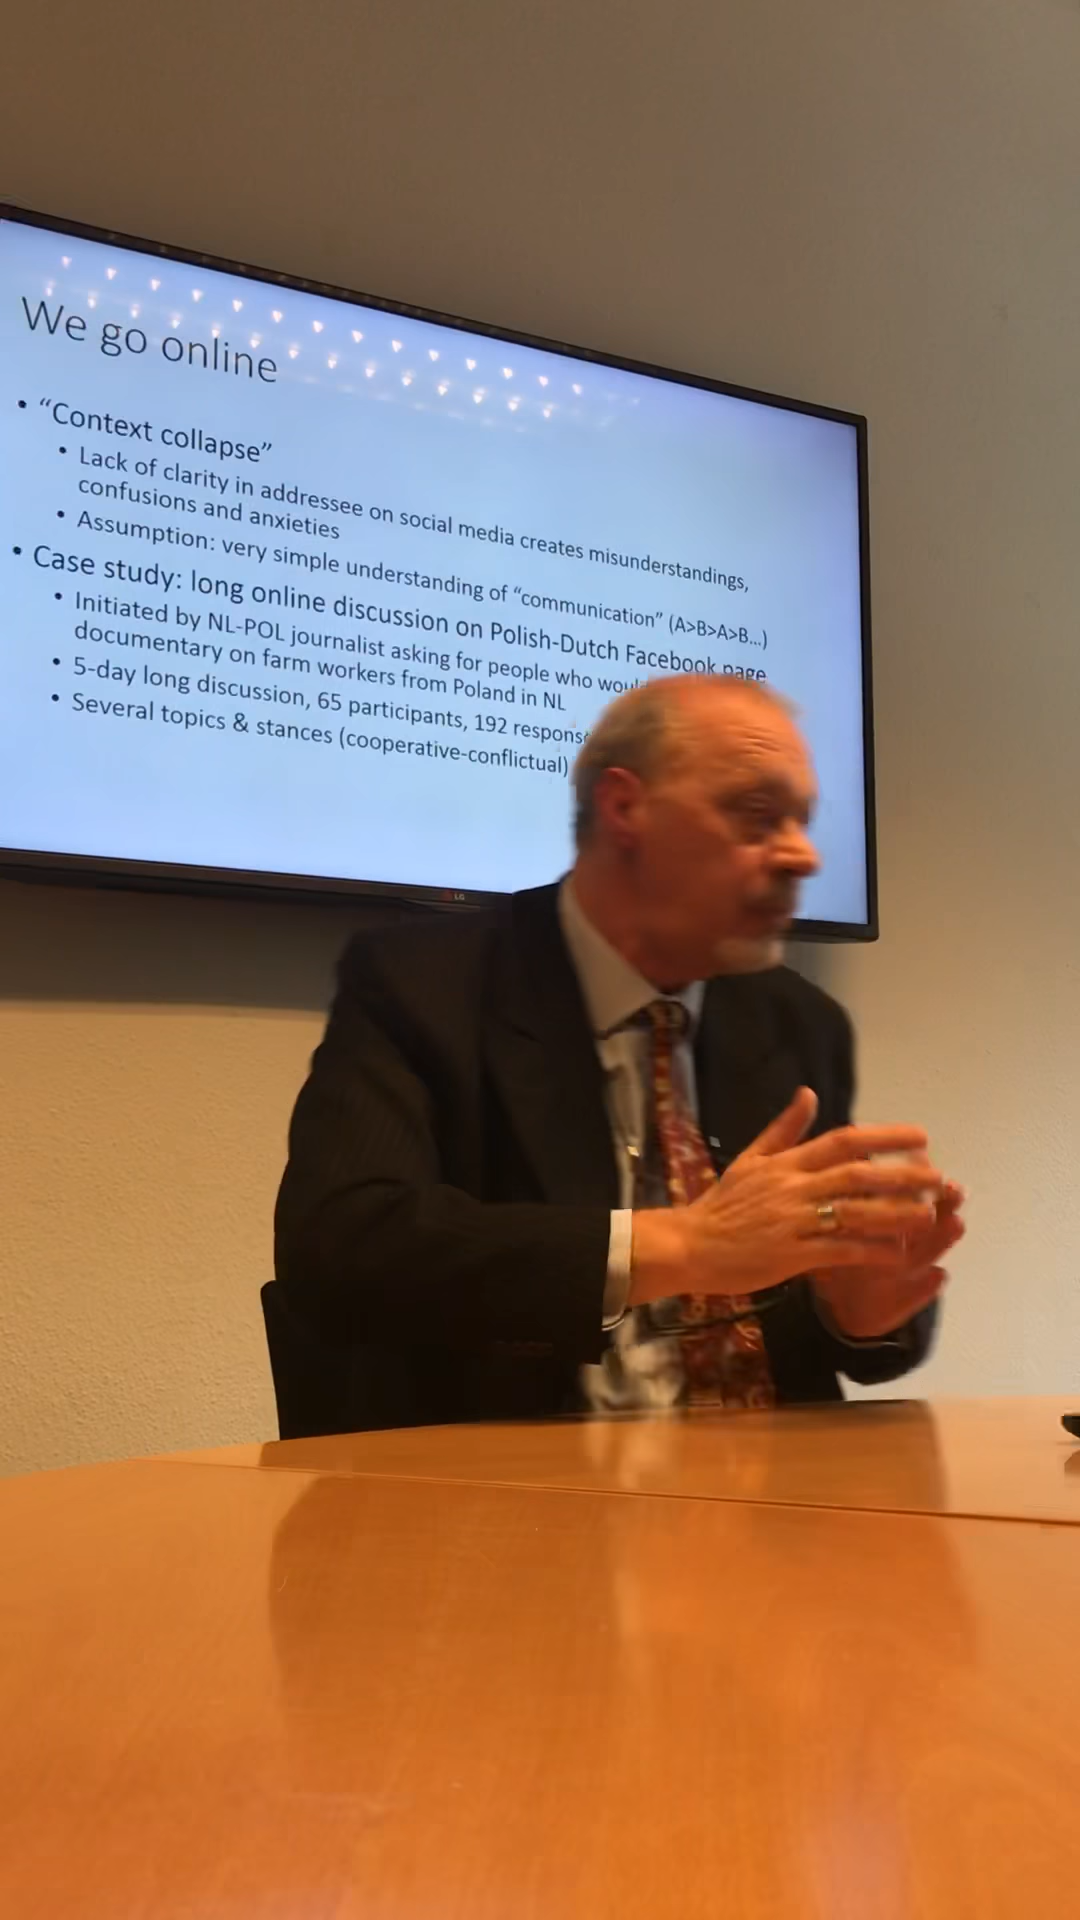 We go online
• “Context collapse”
• Lack of clarity in addressee on social media creates misunderstandings,
confusions and anxieties
• Assumption: very simple understanding of “communication” (A>B>A>B...)
• Case study: long online discussion on Polish-Dutch Facebook page
• Initiated by NL-POL journalist asking for people who
documentary on farm workers from Poland in NL
• 5-day long discussion, 65 participants, 192
• Several topics & stances (cooperative-conflictual)
LG